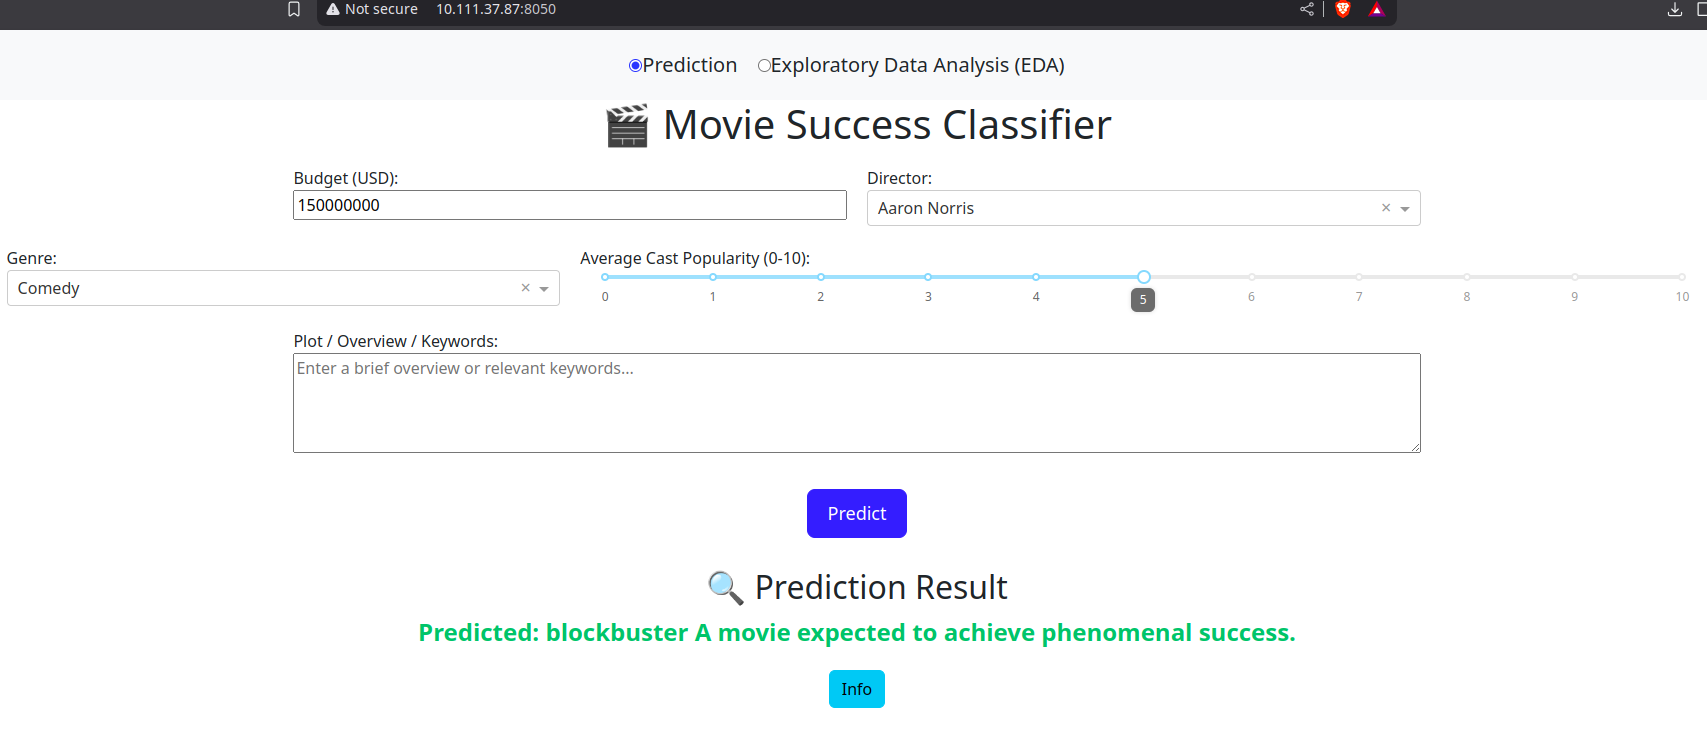 Not secure 10.111.37.87:8050
Prediction Exploratory Data Analysis (EDA)
Movie Success Classifier
Budget (USD): Director:
150000000 Aaron Norris
Genre: Average Cast Popularity (0-10):
Comedy
0 1 2 3 4 5 6 7 8 9 10
Plot / Overview / Keywords:
Enter a brief overview or relevant keywords...
Predict
Prediction Result
Predicted: blockbuster A movie expected to achieve phenomenal success.
Info